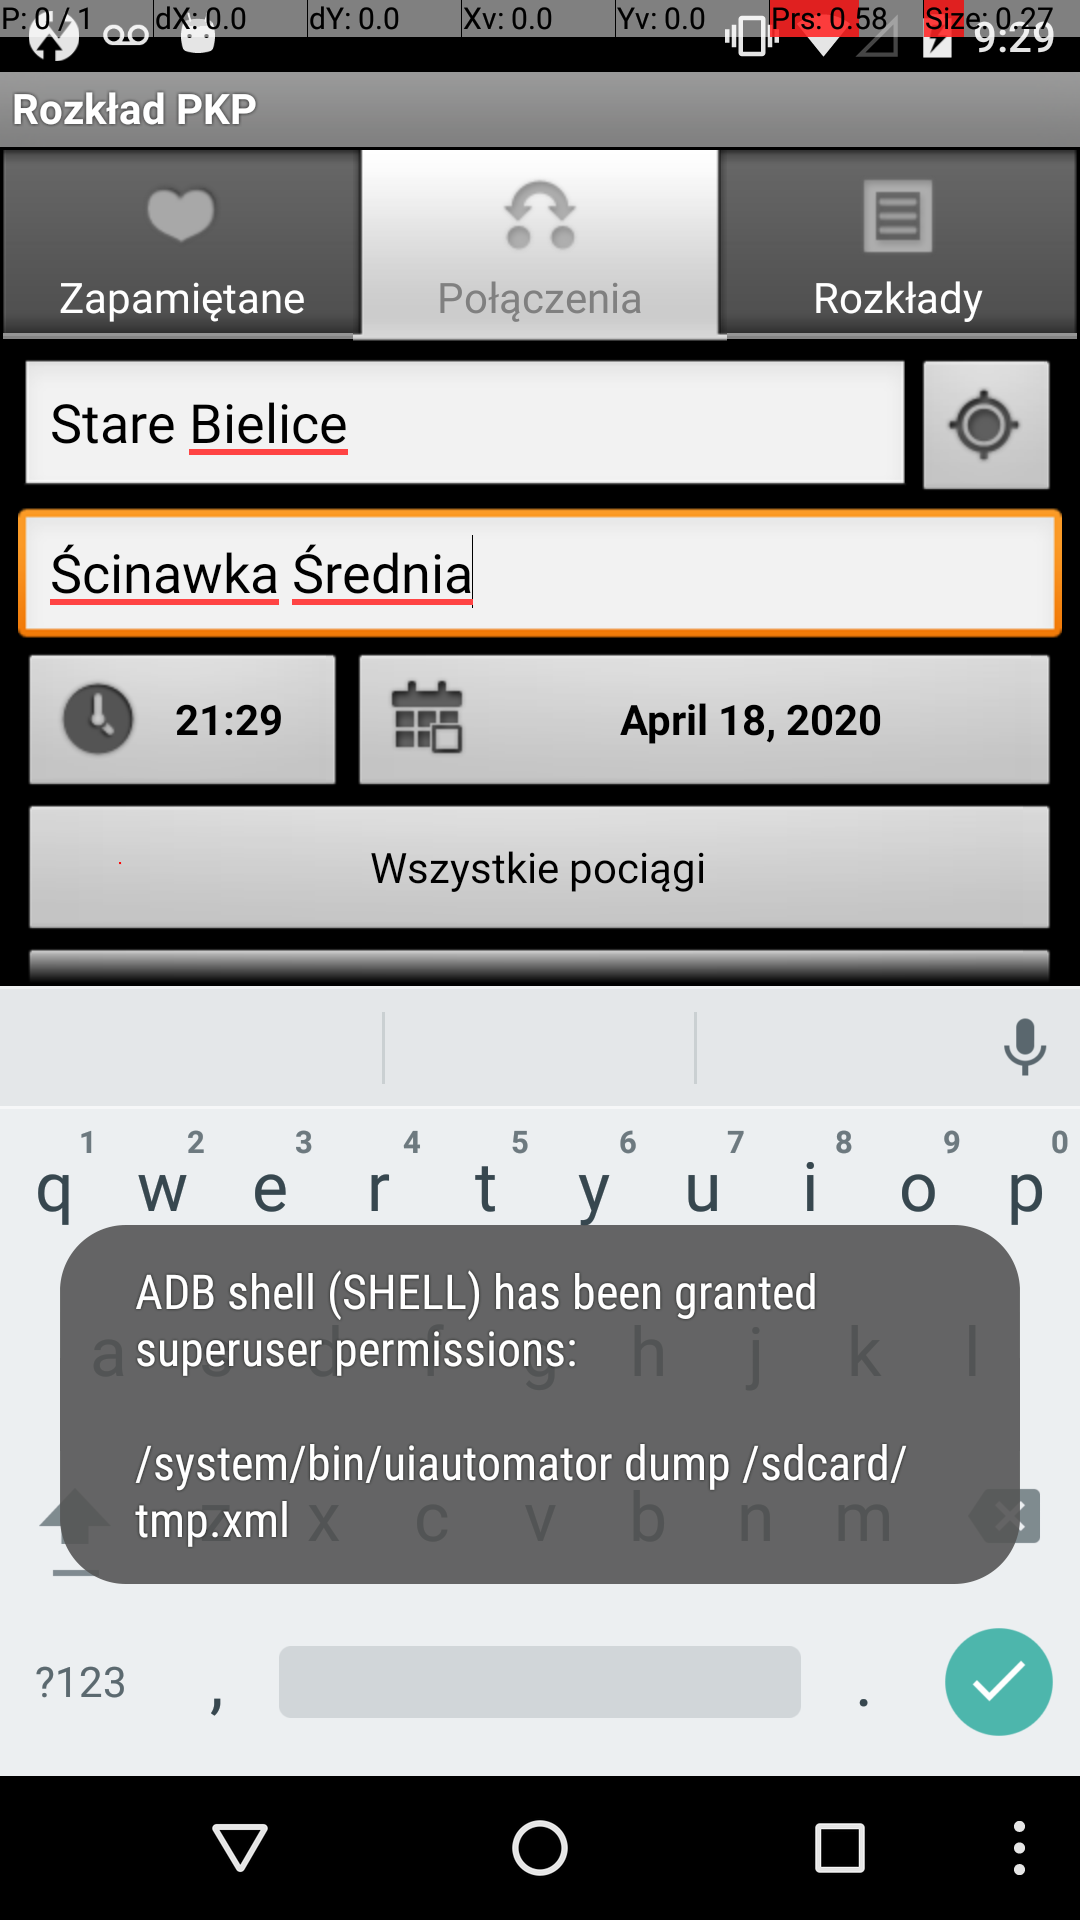 P: 0 / 1 dX: 0.0 dY: 0.0 Xv: 0.0 Yv: 0.0 Prs: 0.58 Size: 0.27
9:29
Rozkład PKP
Zapamiętane Połączenia Rozkłady
Stare Bielice
Ścinawka Średnia
21:29 April 18, 2020
Wszystkie pociągi
1 2 3 4 5 6 7 8 9 0
q w e r t y u i o p
a s d f g h j k l
z x c v b n m
ADB shell (SHELL) has been granted
superuser permissions:
/system/bin/uiautomator dump /sdcard/
tmp.xml
?123 , .